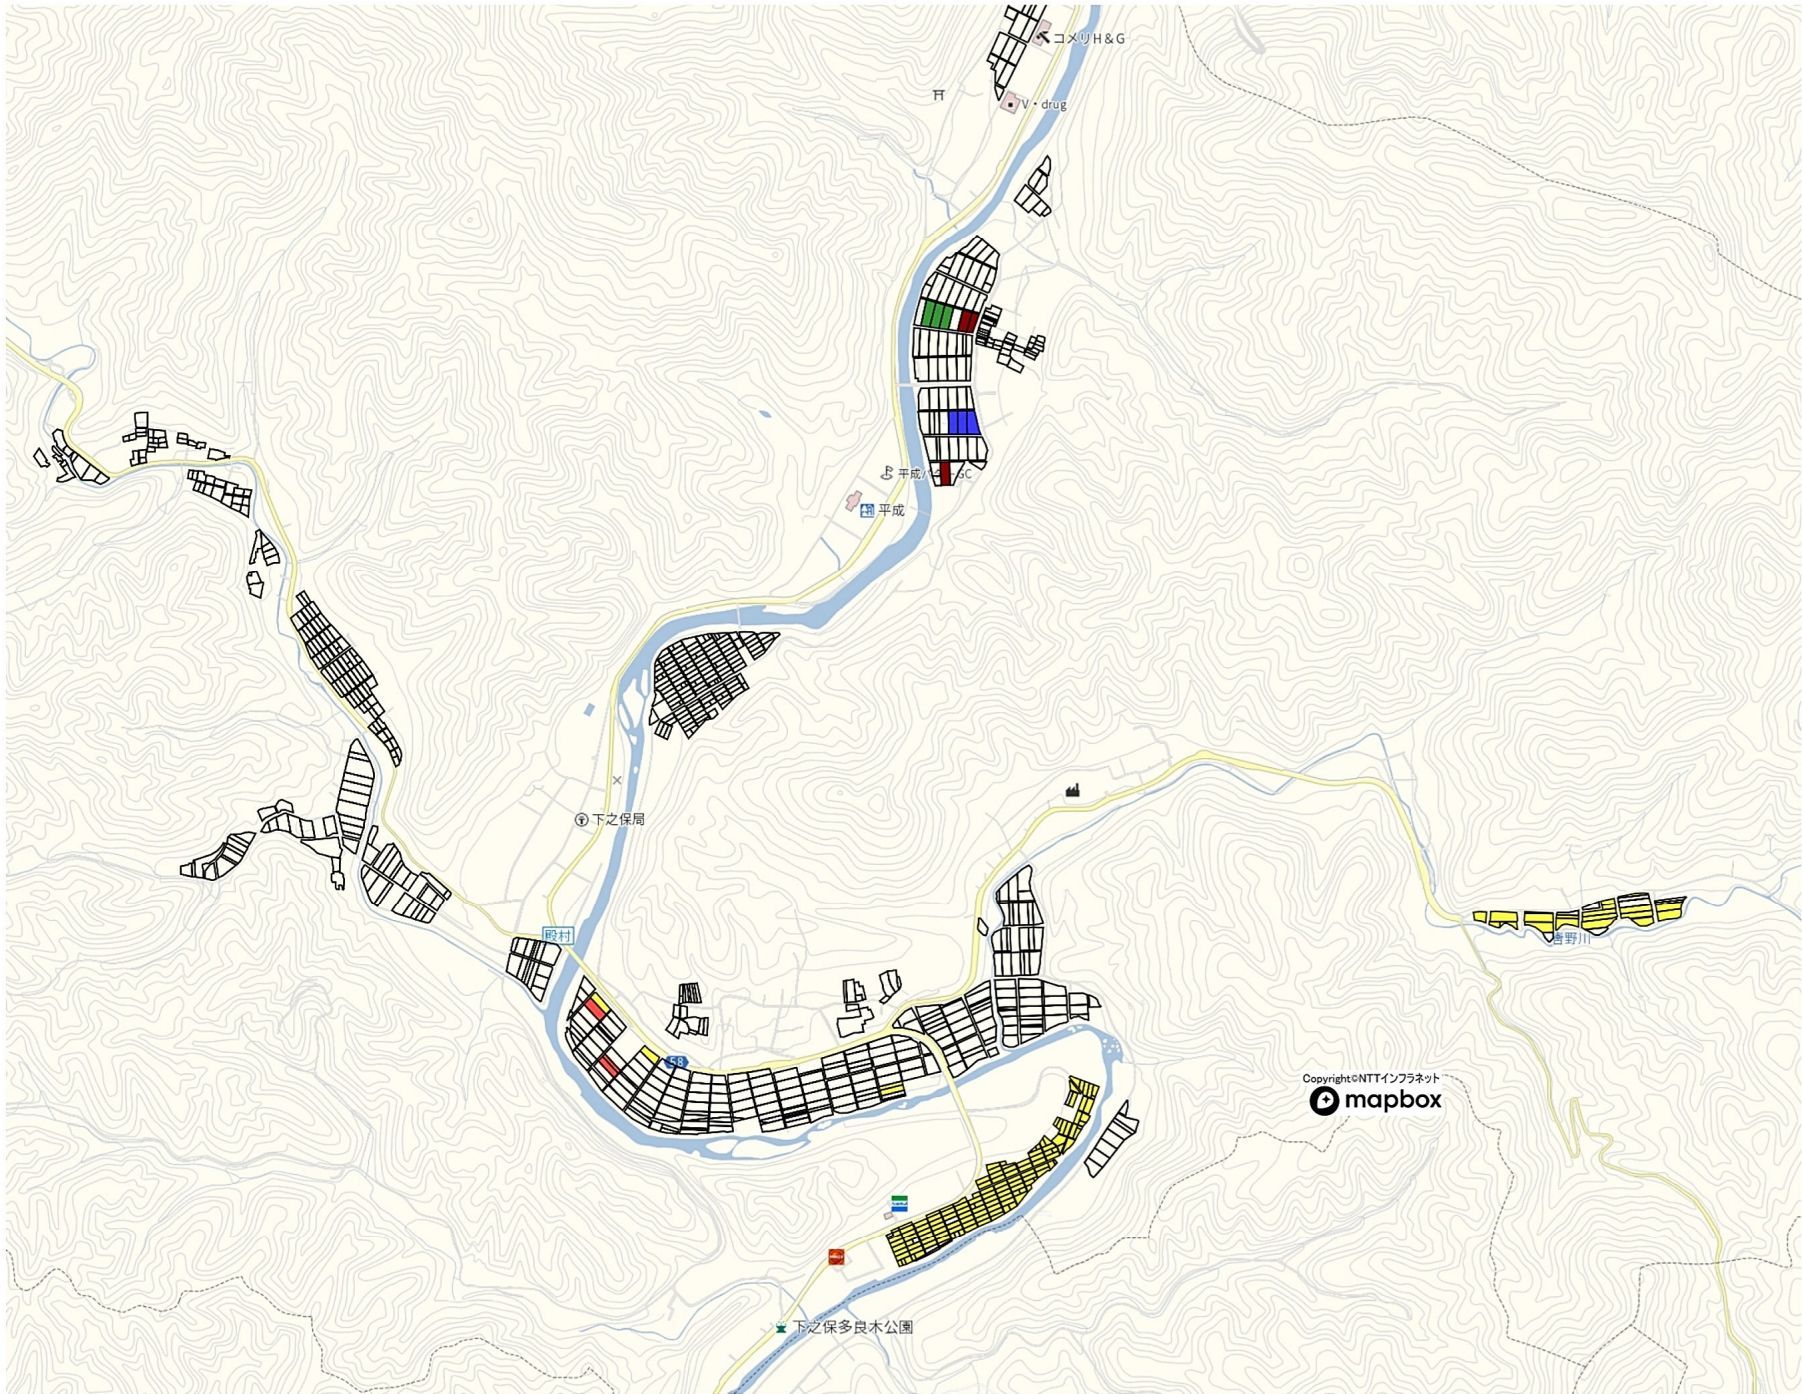 コメリH&G
V・drug
平成
下之保局
殿村
58
唐野川
Copyright©NTTインフラネット
mapbox
下之保多良木公園